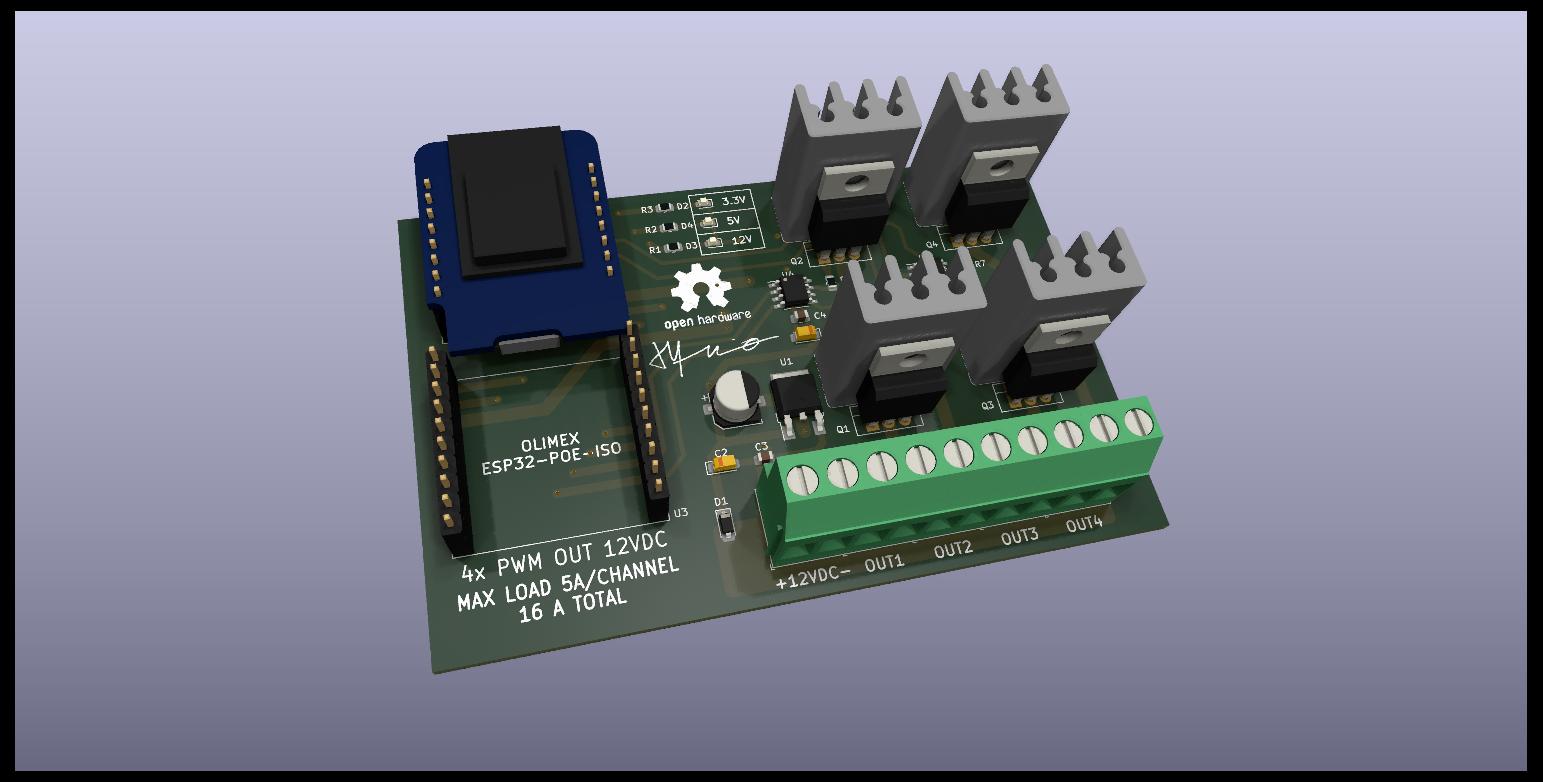 R3 D2 3.3V
R2 D4 5V
R1 D3 12V
Q2
Q4
R7
open hardware
C4
U1
Q1
Q3
C2 C3
OLIMEX
ESP32-POE-ISO
D1
U3
4x PWM OUT 12VDC
MAX LOAD 5A/CHANNEL
16 A TOTAL
+12VDC- OUT1 OUT2 OUT3 OUT4